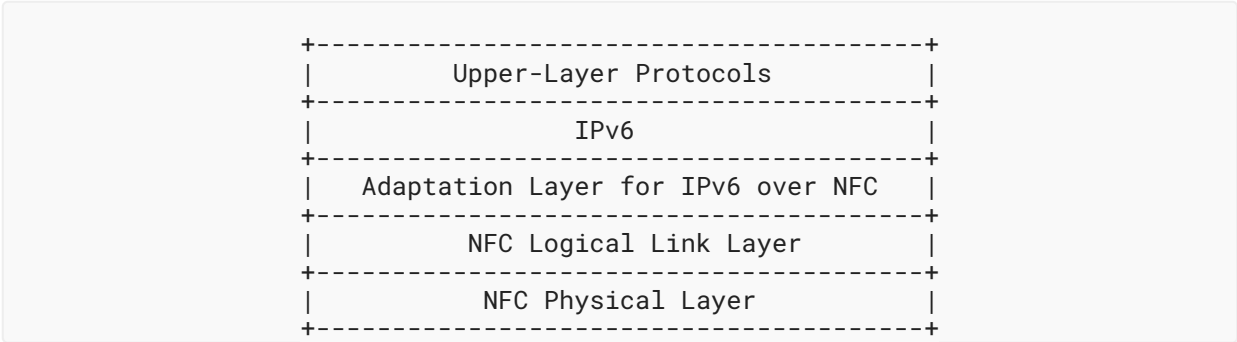 +----------------------------------------+
|         Upper-Layer Protocols          |
+----------------------------------------+
|                 IPv6                   |
+----------------------------------------+
|   Adaptation Layer for IPv6 over NFC   |
+----------------------------------------+
|          NFC Logical Link Layer        |
+----------------------------------------+
|           NFC Physical Layer           |
+----------------------------------------+